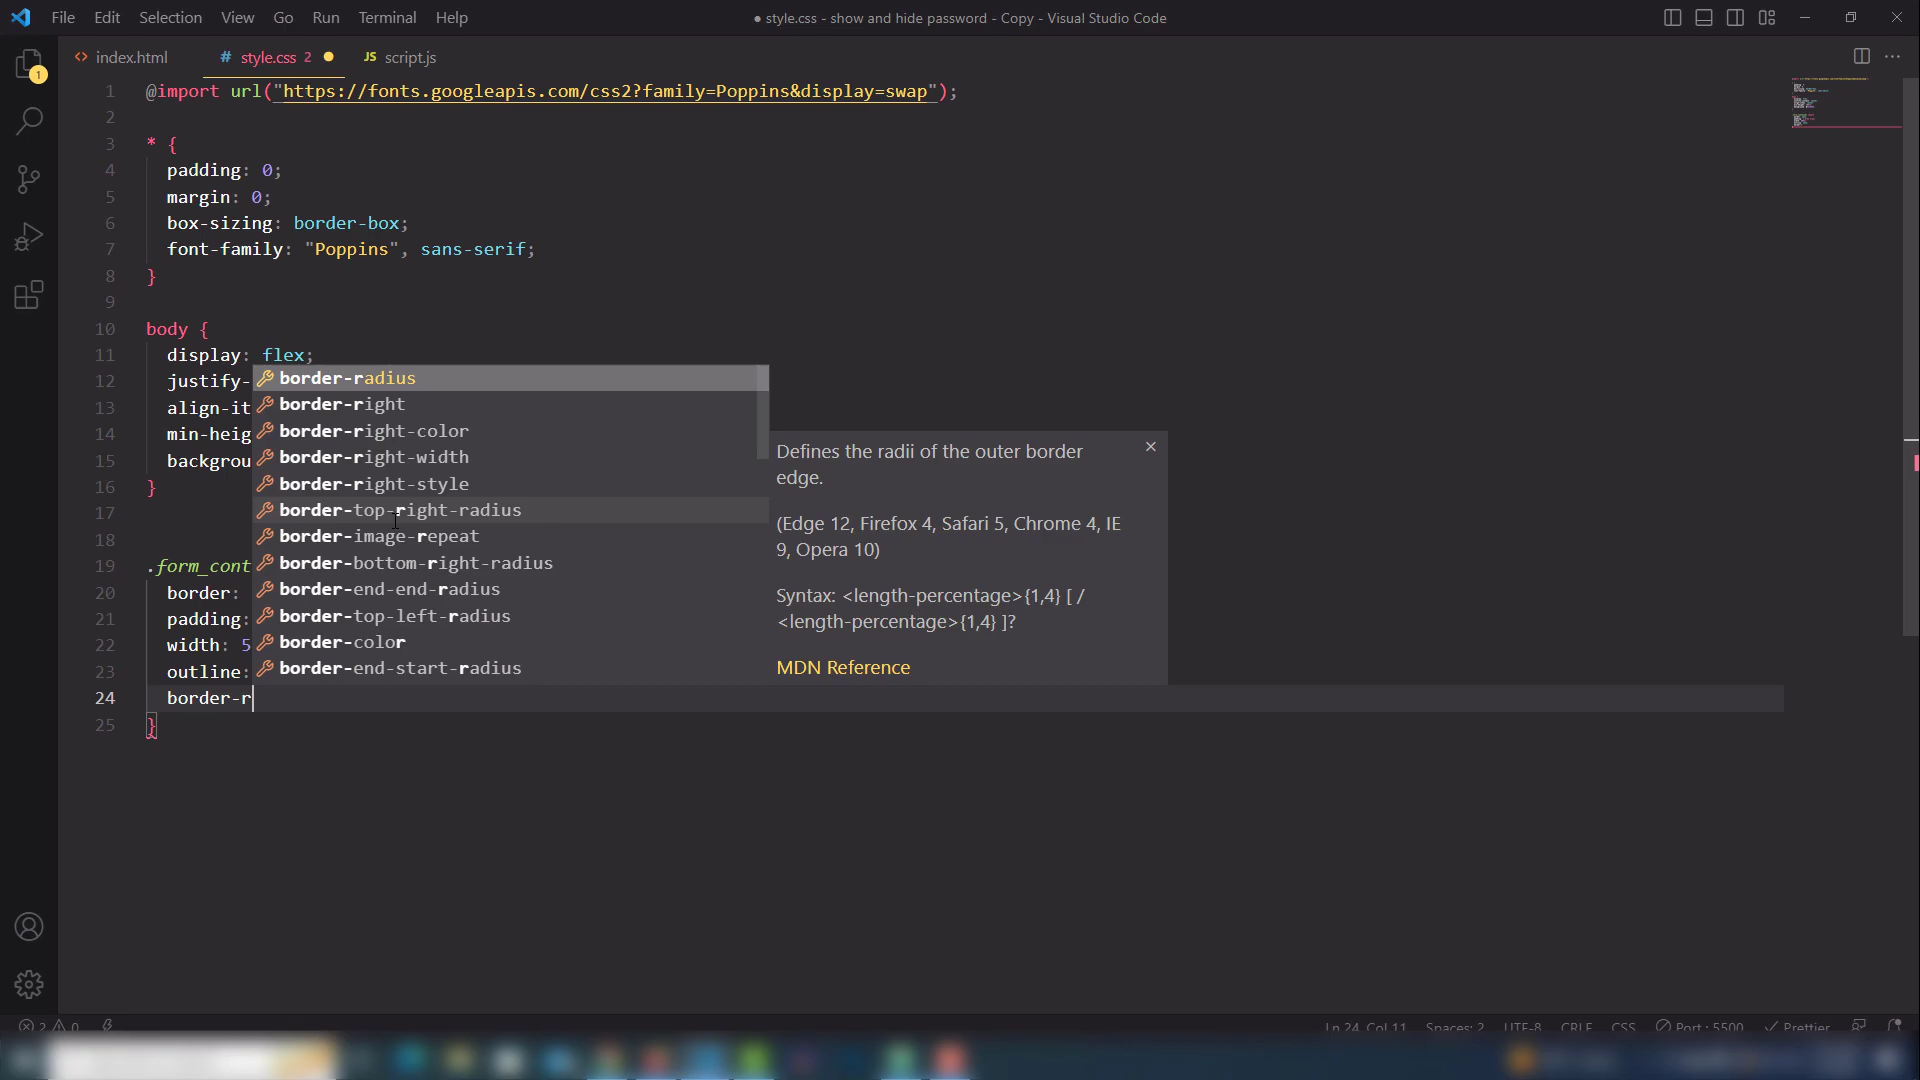 File Edit Selection View Go Run Terminal Help
● style.css - show and hide password - Copy - Visual Studio Code
index.html
# style.css 2
JS script.js
1
1 @import url("https://fonts.googleapis.com/css2?family=Poppins&display=swap");
2
3 * {
4 padding: 0;
5 margin: 0;
6 box-sizing: border-box;
7 font-family: "Poppins", sans-serif;
8 }
9
10 body {
11 display: flex;
12 justify-
13 align-it
14 min-heig
15 backgrou
16 }
17
18
19 .form_cont
20 border:
21 padding:
22 width: 5
23 outline:
24 border-r
25 }
border-radius
border-right
border-right-color
border-right-width
border-right-style
border-top-right-radius
border-image-repeat
border-bottom-right-radius
border-end-end-radius
border-top-left-radius
border-color
border-end-start-radius
Defines the radii of the outer border
edge.
(Edge 12, Firefox 4, Safari 5, Chrome 4, IE
9, Opera 10)
Syntax: <length-percentage>{1,4} [ /
<length-percentage>{1,4} ]?
MDN Reference
2 0
Ln 24, Col 11 Spaces: 2 UTF-8 CRLF CSS Port : 5500 Prettier